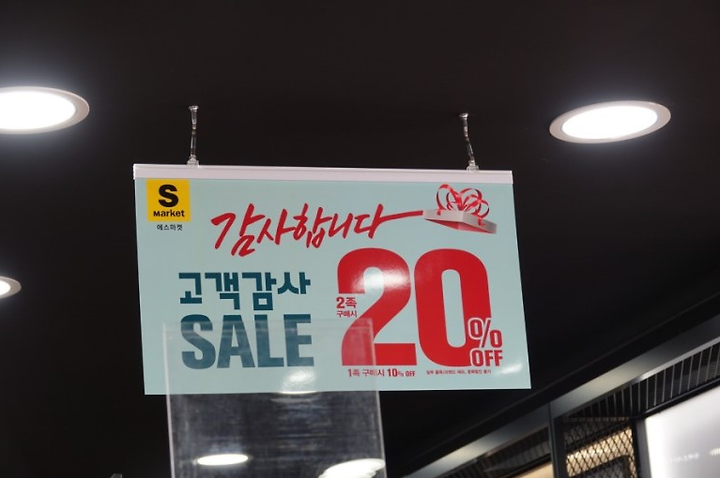 S
Market
에스마켓
감사합니다
고객감사
SALE
2족
구매시
20%
OFF
1족 구매시 10% OFF